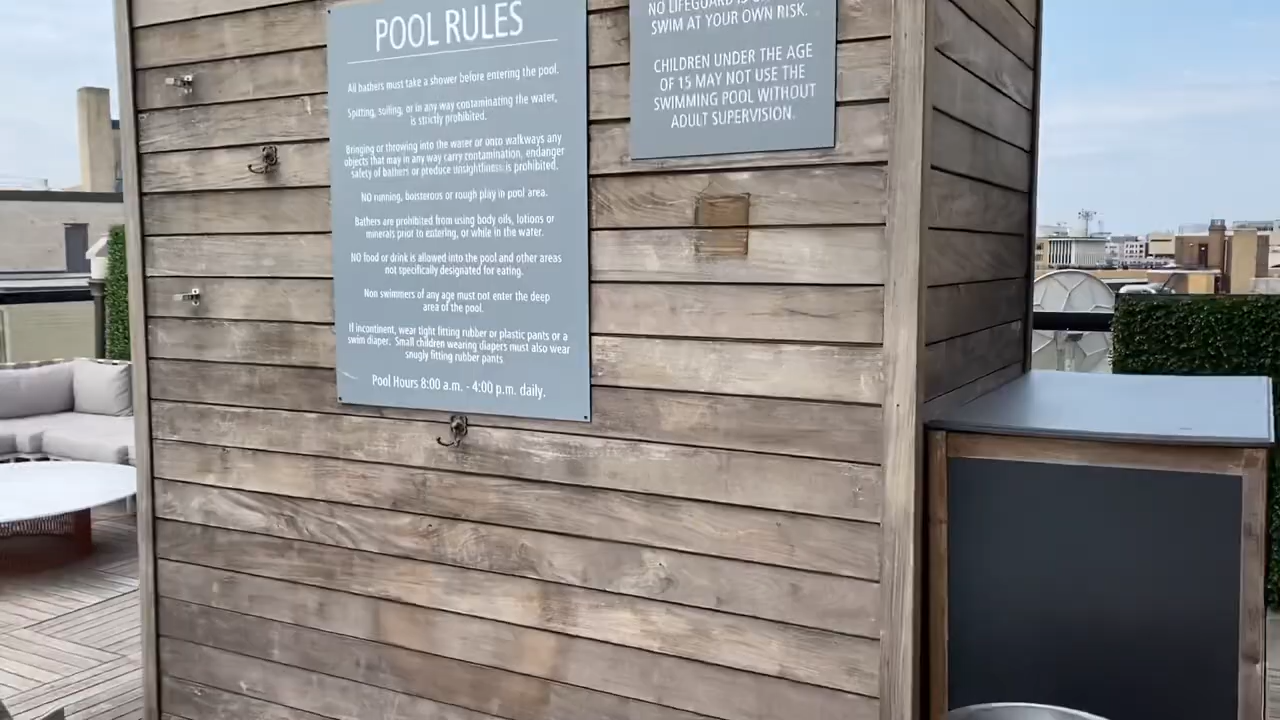 POOL RULES
All bathers must take a shower before entering the pool.
Spitting, soiling, or in any way contaminating the water,
is strictly prohibited.
Bringing or throwing into the water or onto walkways any
objects that may in any way carry contamination, endanger
safety of bathers or produce unsightliness is prohibited.
NO running, boisterous or rough play in pool area.
Bathers are prohibited from using body oils, lotions or
minerals prior to entering, or while in the water.
NO food or drink is allowed into the pool and other areas
not specifically designated for eating.
Non swimmers of any age must not enter the deep
area of the pool.
If incontinent, wear tight fitting rubber or plastic pants or a
swim diaper. Small children wearing diapers must also wear
snugly fitting rubber pants.
Pool Hours 8:00 a.m. - 4:00 p.m. daily.
NO LIFEGUARD IS
SWIM AT YOUR OWN RISK.
CHILDREN UNDER THE AGE
OF 15 MAY NOT USE THE
SWIMMING POOL WITHOUT
ADULT SUPERVISION.